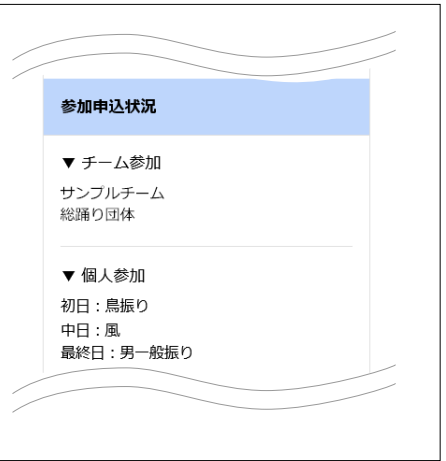 参加申込状況
▼ チーム参加
サンプルチーム
総踊り団体
▼ 個人参加
初日：鳥振り
中日：風
最終日：男一般振り